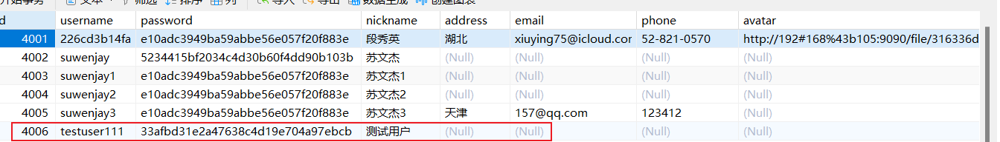 开始事务 文本 筛选 排序 列 导入 导出 数据生成 创建图表
d username password nickname address email phone avatar
4001 226cd3b14fa e10adc3949ba59abbe56e057f20f883e 段秀英 湖北 xiuying75@icloud.cor 52-821-0570 http://192#168%43b105:9090/file/316336d
4002 suwenjay 5234415bf2034c4d30b60f4dd90b103b 苏文杰 (Null) (Null) (Null) (Null)
4003 suwenjay1 e10adc3949ba59abbe56e057f20f883e 苏文杰1 (Null) (Null) (Null) (Null)
4004 suwenjay2 e10adc3949ba59abbe56e057f20f883e 苏文杰2 (Null) (Null) (Null) (Null)
4005 suwenjay3 e10adc3949ba59abbe56e057f20f883e 苏文杰3 天津 157@qq.com 123412 (Null)
4006 testuser111 33afbd31e2a47638c4d19e704a97ebcb 测试用户 (Null) (Null) (Null) (Null)